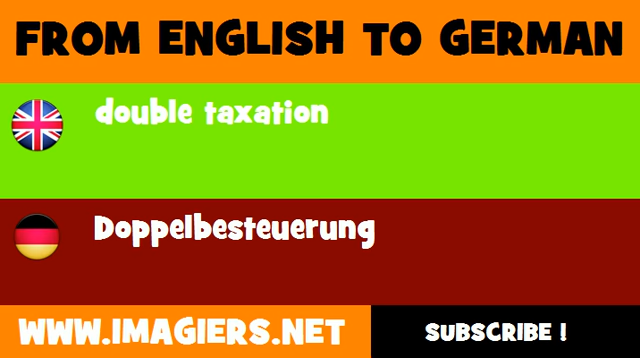 FROM ENGLISH TO GERMAN
double taxation
Doppelbesteuerung
WWW.IMAGIERS.NET
SUBSCRIBE !